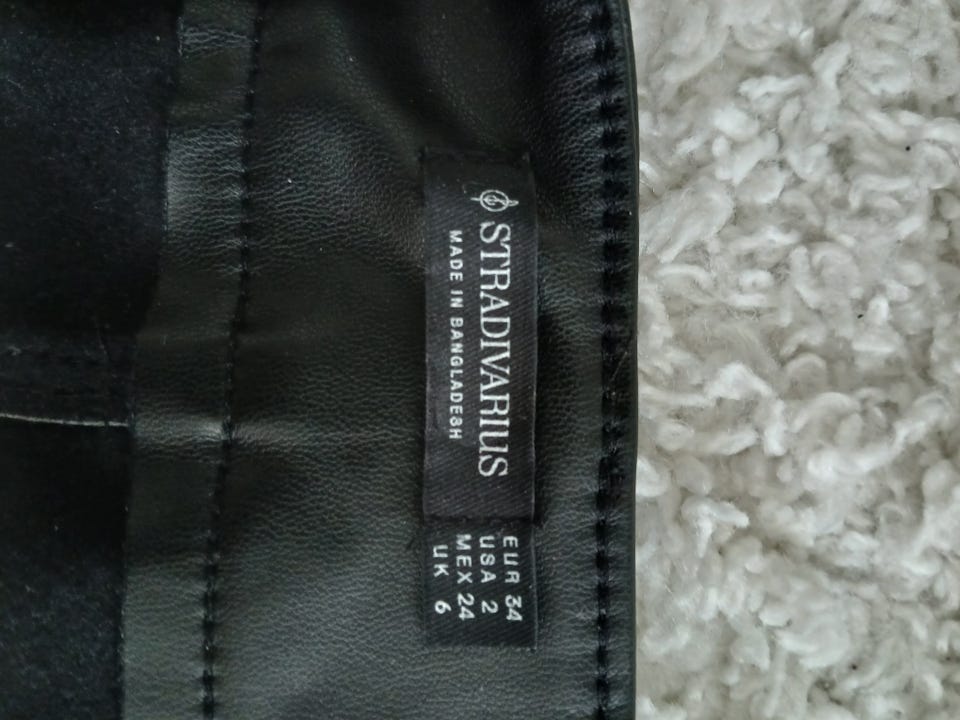 STRADIVARIUS
MADE IN BANGLADESH
EUR 34
USA 2
MEX 24
UK 6